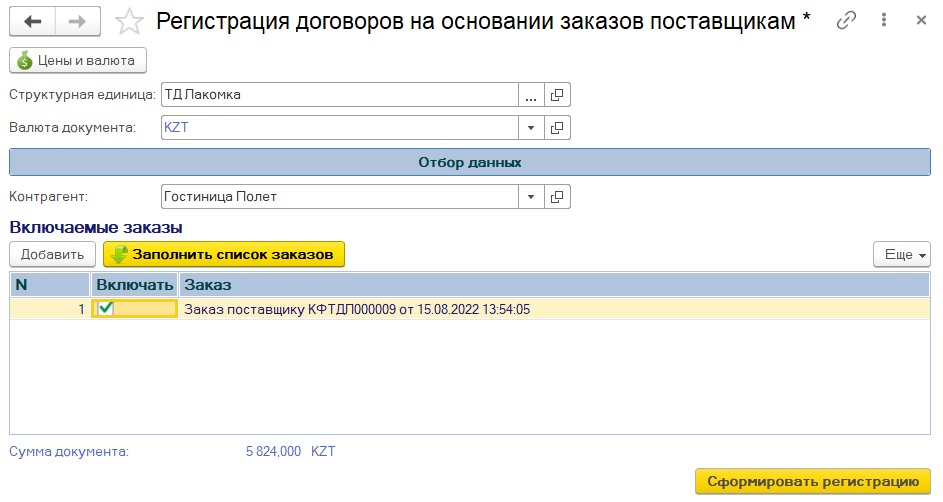 Регистрация договоров на основании заказов поставщикам *
Цены и валюта
Структурная единица: ТД Лакомка ...
Валюта документа: KZT
Отбор данных
Контрагент: Гостиница Полет
Включаемые заказы
Добавить Заполнить список заказов Еще
N Включать Заказ
1 Заказ поставщику КФТДЛ000009 от 15.08.2022 13:54:05
Сумма документа: 5 824,000 KZT
Сформировать регистрацию